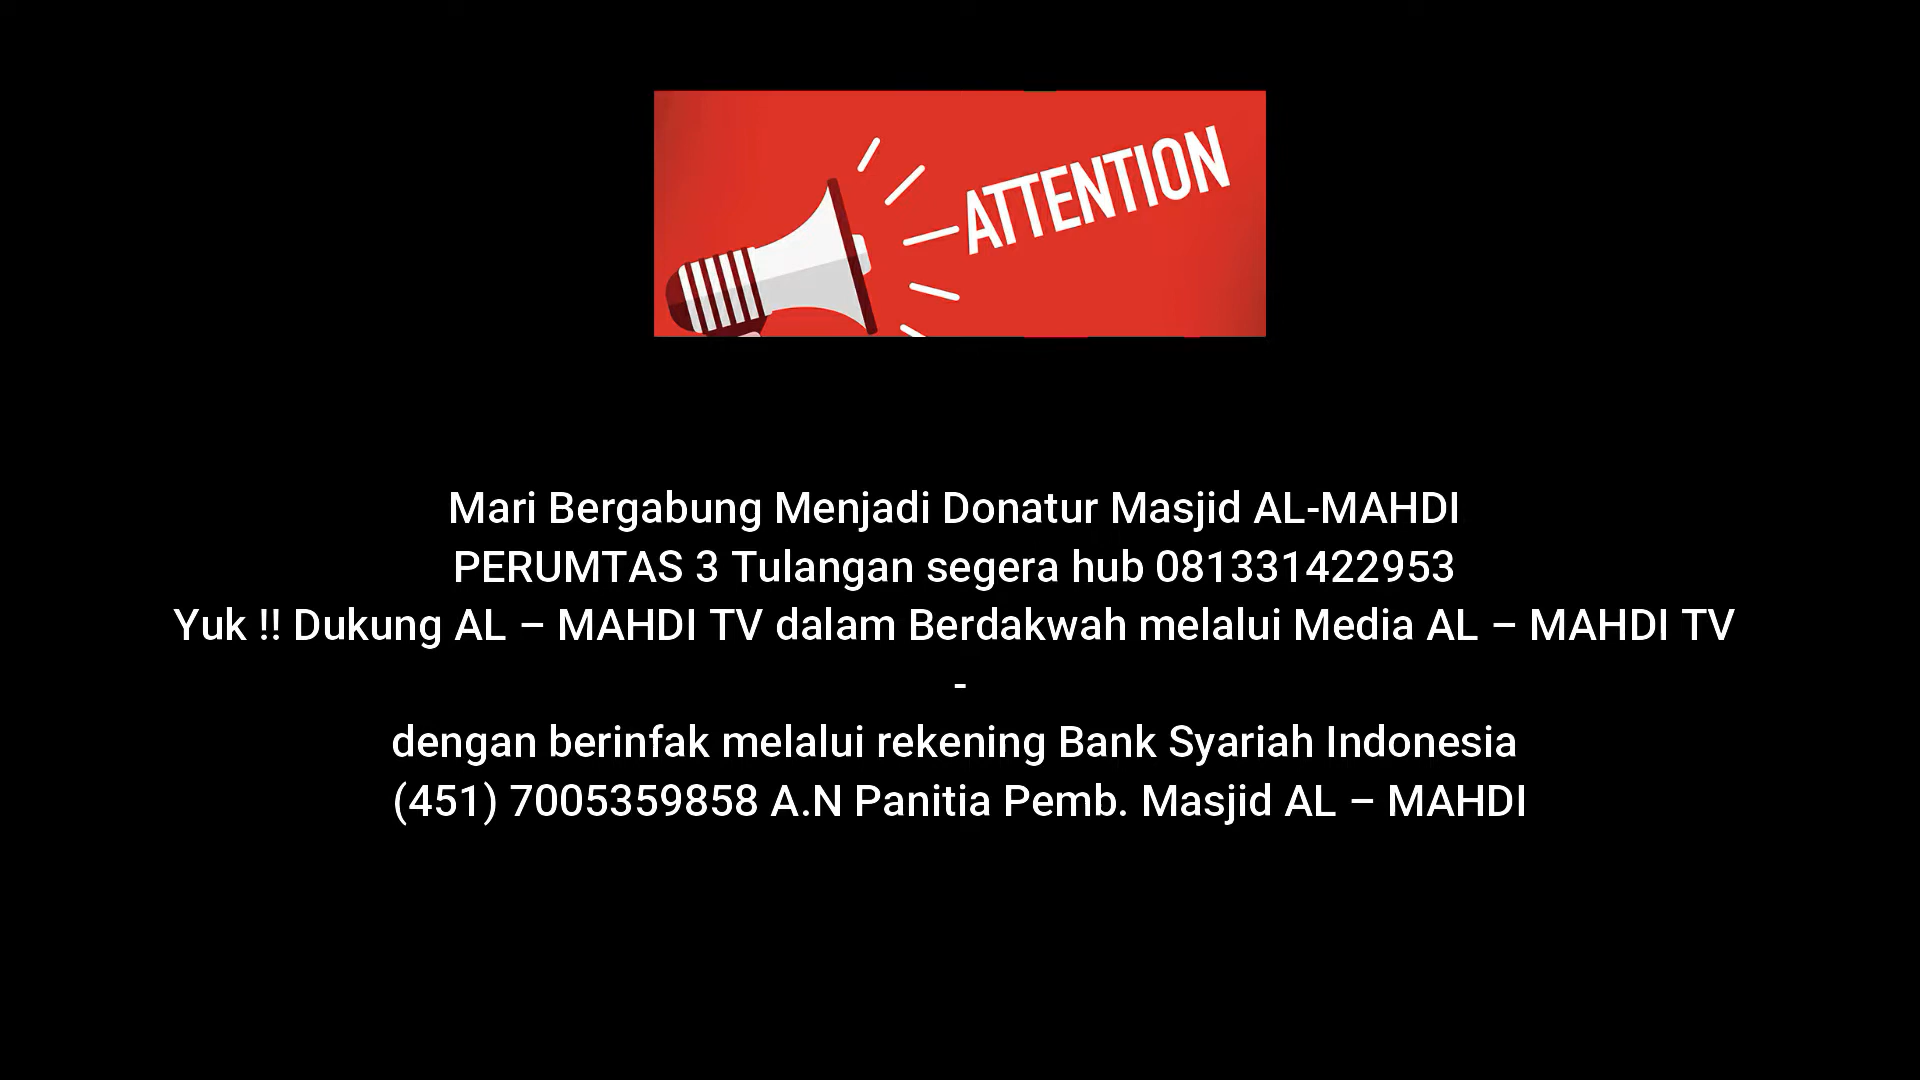 ATTENTION
Mari Bergabung Menjadi Donatur Masjid AL-MAHDI
PERUMTAS 3 Tulangan segera hub 081331422953
Yuk !! Dukung AL – MAHDI TV dalam Berdakwah melalui Media AL – MAHDI TV
-
dengan berinfak melalui rekening Bank Syariah Indonesia
(451) 7005359858 A.N Panitia Pemb. Masjid AL – MAHDI